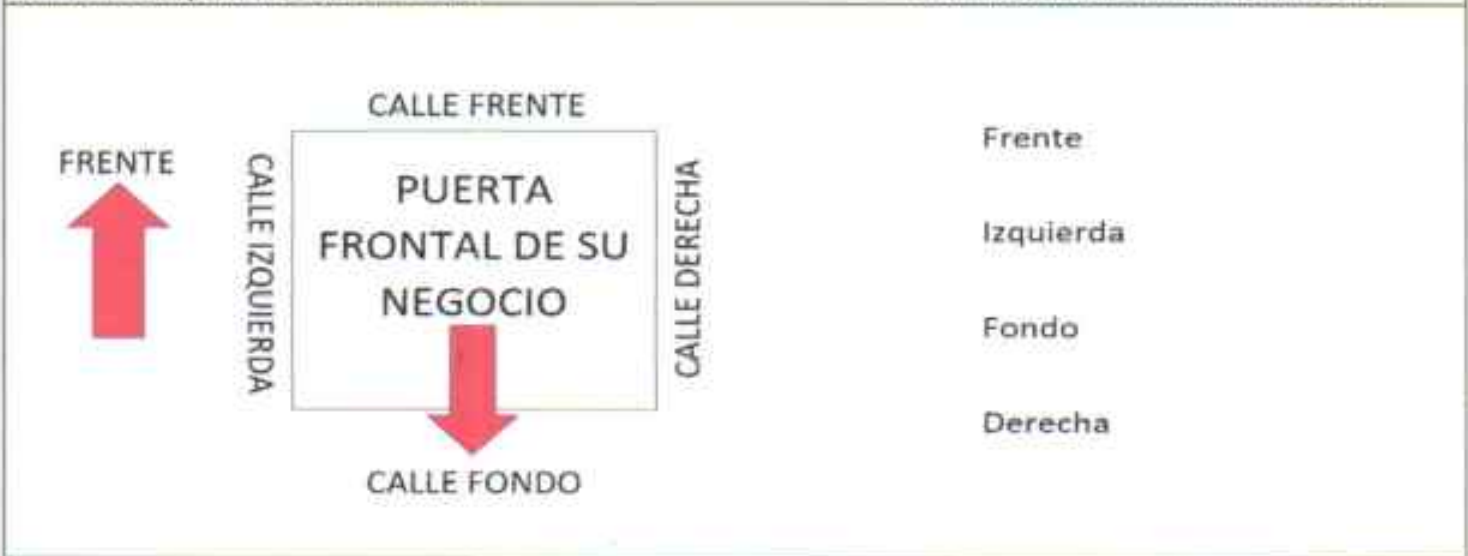 CALLE FRENTE
FRENTE
CALLE IZQUIERDA
PUERTA
FRONTAL DE SU
NEGOCIO
CALLE DERECHA
CALLE FONDO
Frente
Izquierda
Fondo
Derecha